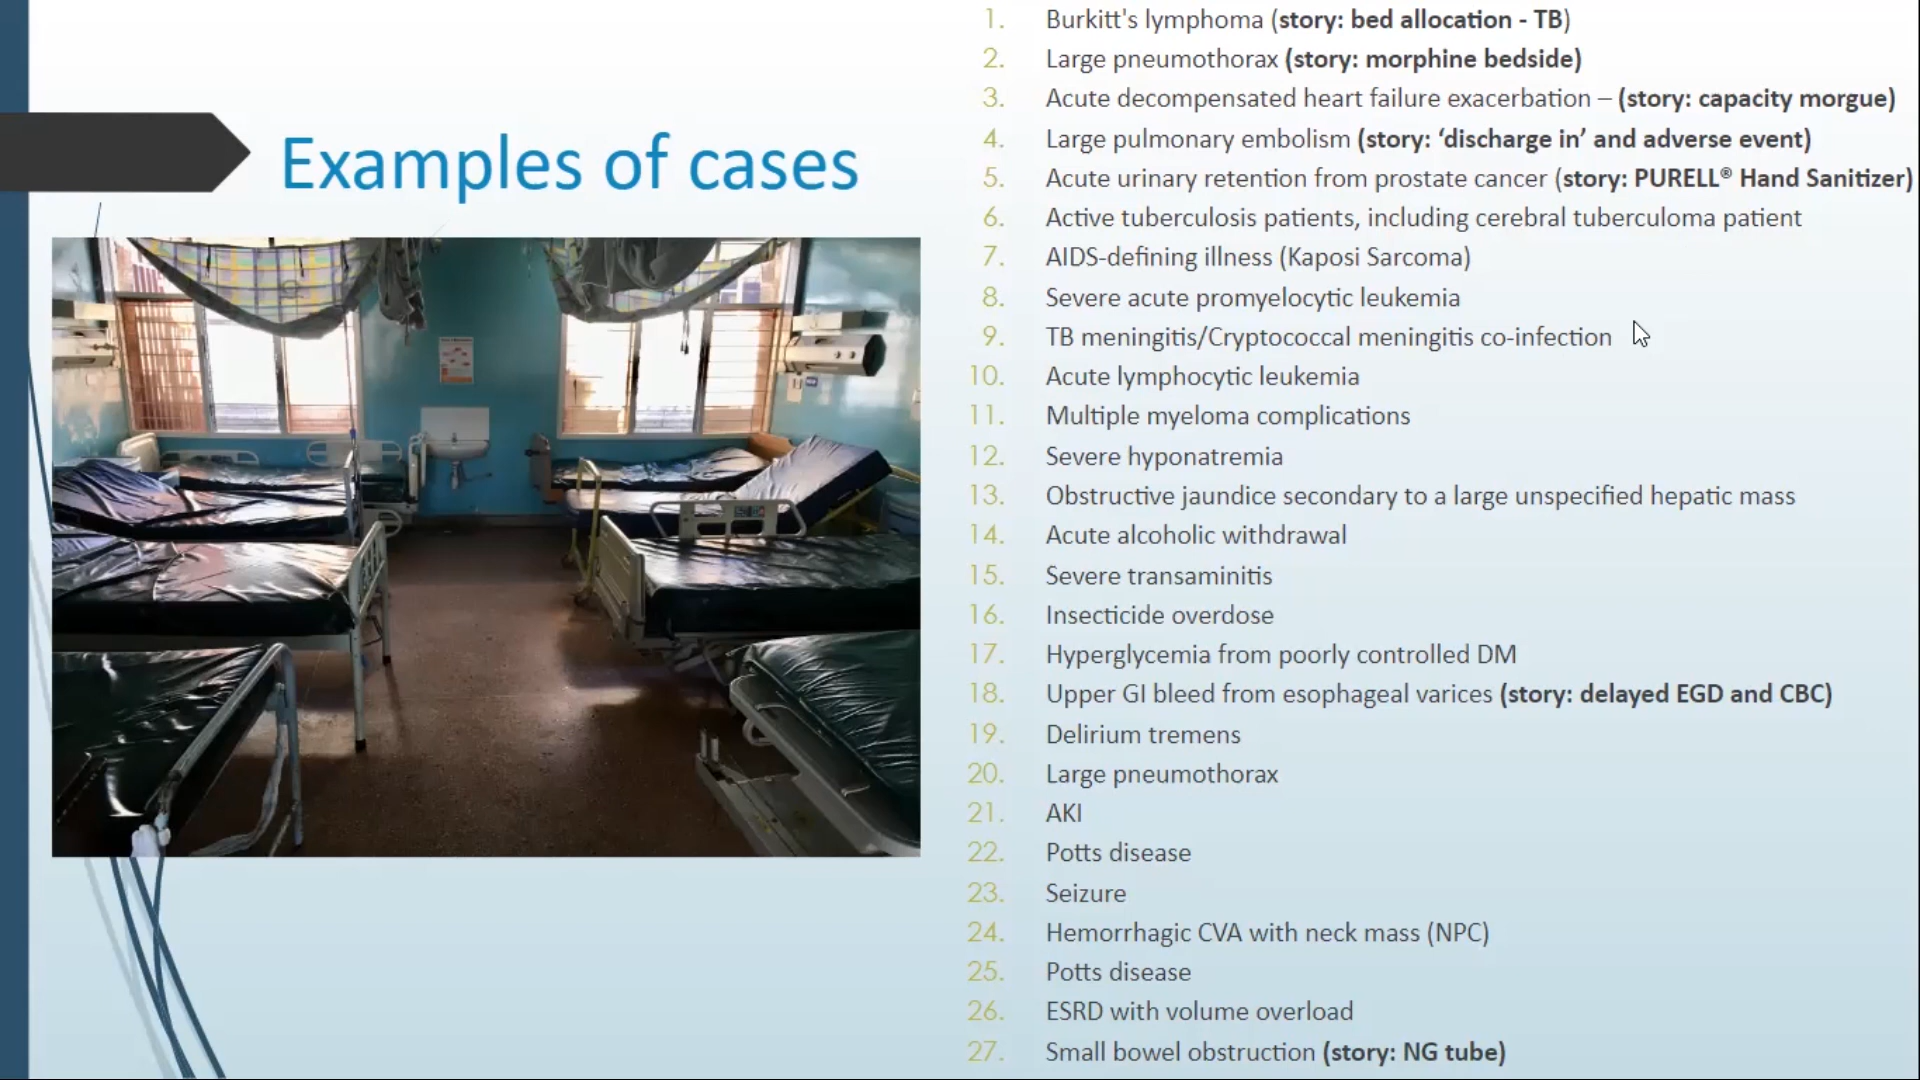 Examples of cases
1. Burkitt's lymphoma (story: bed allocation - TB)
2. Large pneumothorax (story: morphine bedside)
3. Acute decompensated heart failure exacerbation – (story: capacity morgue)
4. Large pulmonary embolism (story: ‘discharge in’ and adverse event)
5. Acute urinary retention from prostate cancer (story: PURELL® Hand Sanitizer)
6. Active tuberculosis patients, including cerebral tuberculoma patient
7. AIDS-defining illness (Kaposi Sarcoma)
8. Severe acute promyelocytic leukemia
9. TB meningitis/Cryptococcal meningitis co-infection
10. Acute lymphocytic leukemia
11. Multiple myeloma complications
12. Severe hyponatremia
13. Obstructive jaundice secondary to a large unspecified hepatic mass
14. Acute alcoholic withdrawal
15. Severe transaminitis
16. Insecticide overdose
17. Hyperglycemia from poorly controlled DM
18. Upper GI bleed from esophageal varices (story: delayed EGD and CBC)
19. Delirium tremens
20. Large pneumothorax
21. AKI
22. Potts disease
23. Seizure
24. Hemorrhagic CVA with neck mass (NPC)
25. Potts disease
26. ESRD with volume overload
27. Small bowel obstruction (story: NG tube)